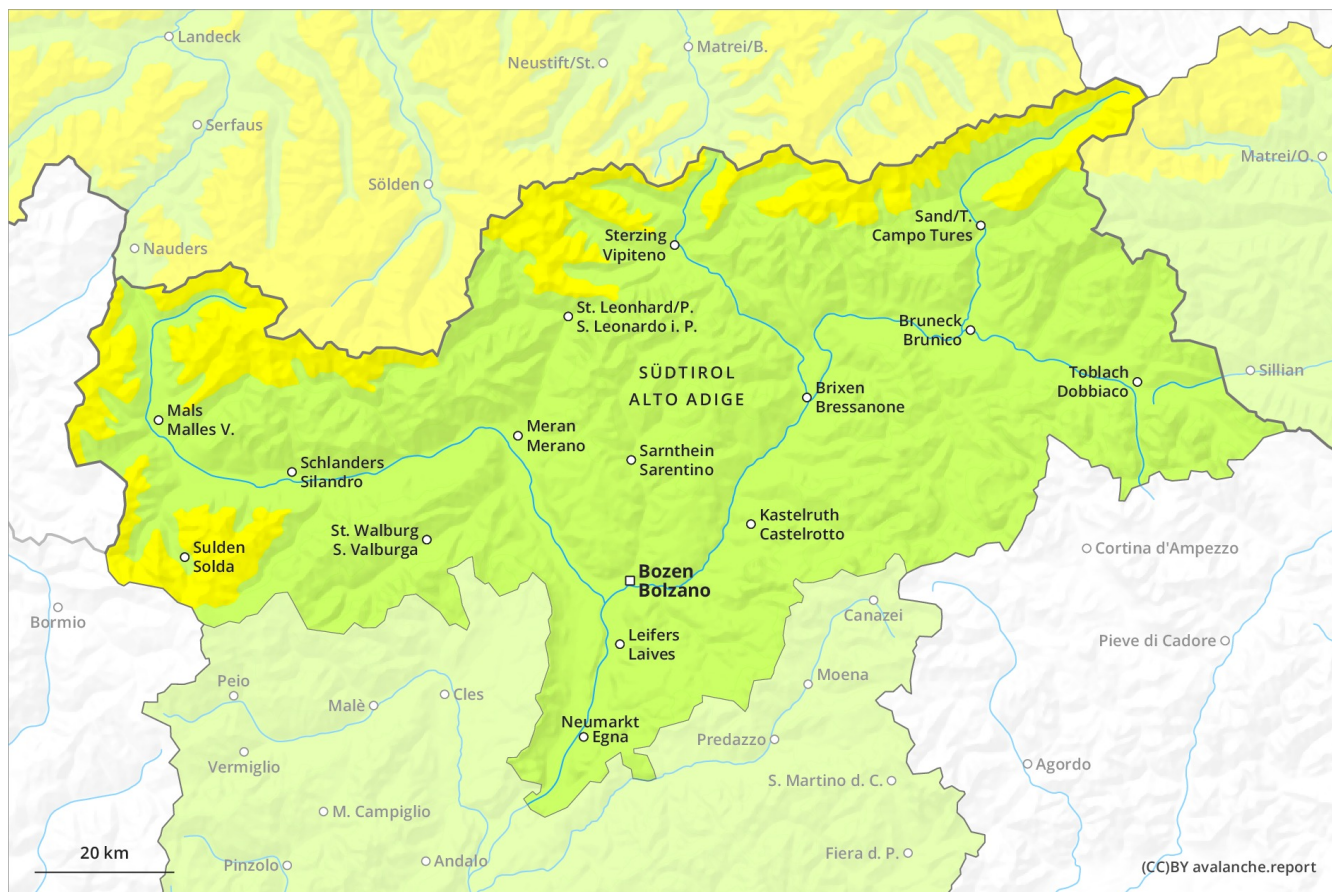 Landeck
Matrei/B.
Neustift/St.
Serfaus
Matrei/O.
Sölden
Sand/T.
Campo Tures
Sterzing
Vipiteno
Nauders
St. Leonhard/P.
S. Leonardo i. P.
Bruneck
Brunico
SÜDTIROL
ALTO ADIGE
Toblach
Dobbiaco
Sillian
Brixen
Bressanone
Mals
Malles V.
Meran
Merano
Sarnthein
Sarentino
Schlanders
Silandro
Kastelruth
Castelrotto
St. Walburg
S. Valburga
Sulden
Solda
Cortina d'Ampezzo
Bozen
Bolzano
Bormio
Canazei
Leifers
Laives
Pieve di Cadore
Peio
Moena
Malè
Cles
Neumarkt
Egna
Predazzo
Vermiglio
Agordo
S. Martino d. C.
M. Campiglio
20 km
Pinzolo
Andalo
Fiera d. P.
(CC)BY avalanche.report